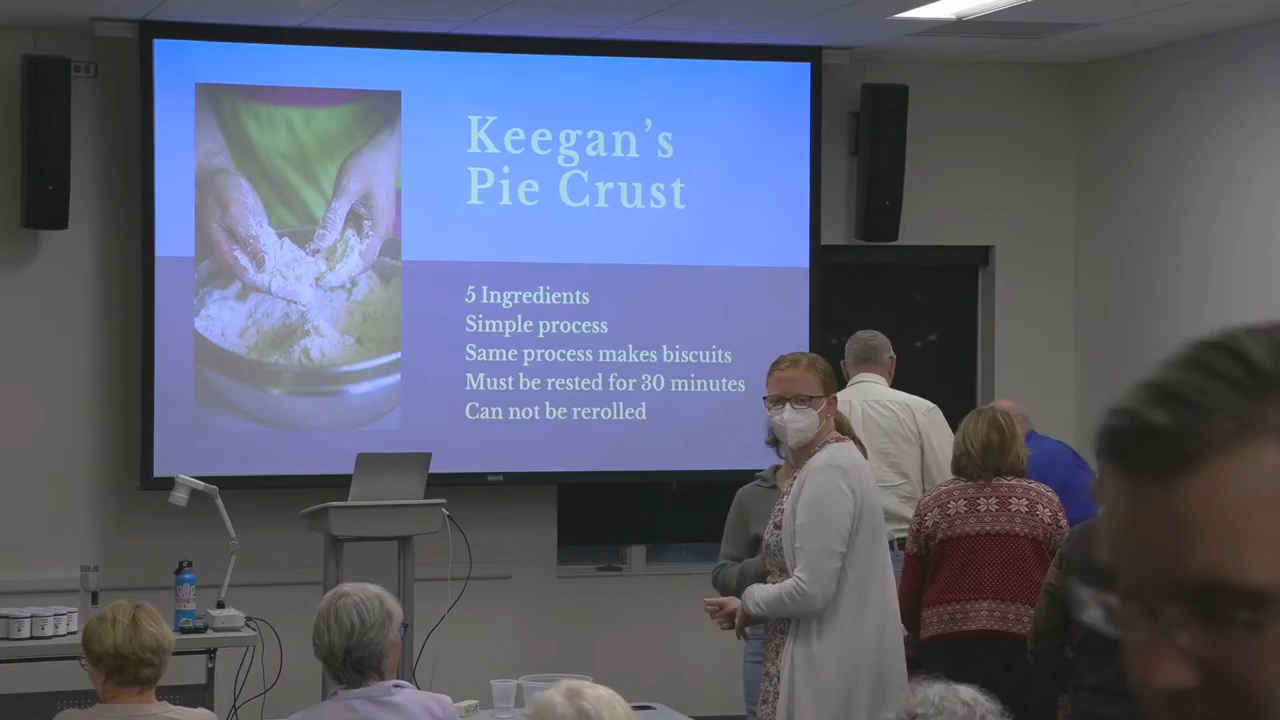 Keegan's
Pie Crust
5 Ingredients
Simple process
Same process makes biscuits
Must be rested for 30 minutes
Can not be rerolled